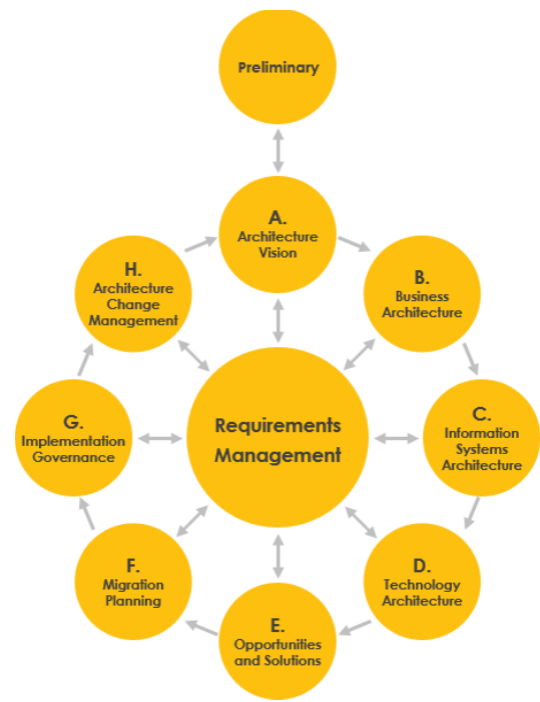 Preliminary
A.
Architecture
Vision
B.
Business
Architecture
C.
Information
Systems
Architecture
D.
Technology
Architecture
E.
Opportunities
and Solutions
F.
Migration
Planning
G.
Implementation
Governance
H.
Architecture
Change
Management
Requirements
Management